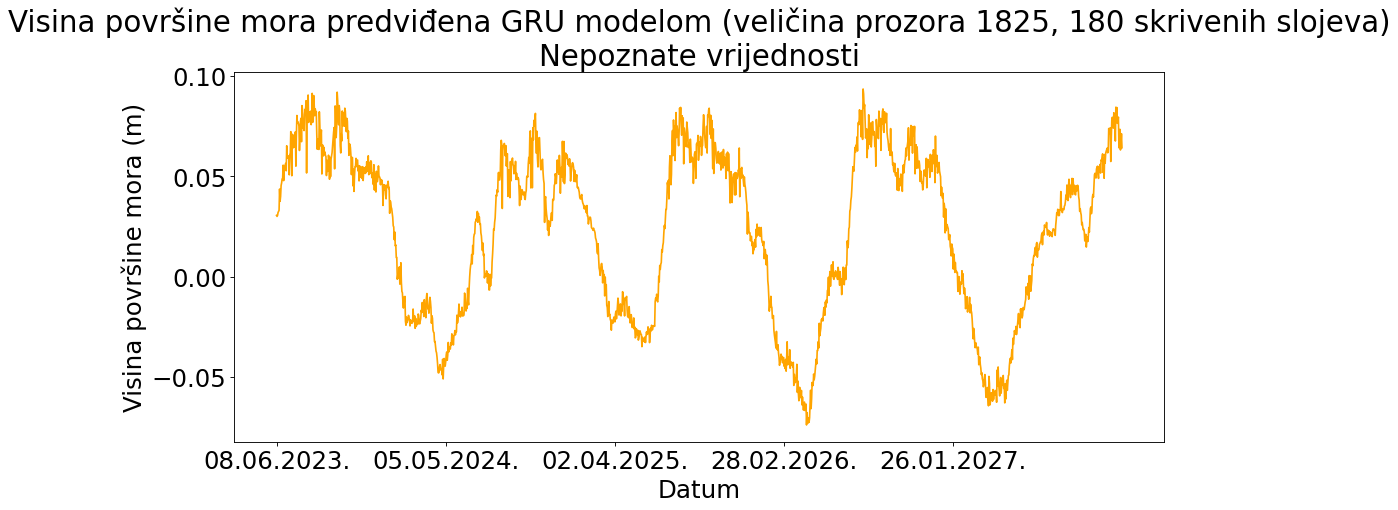 Visina površine mora predviđena GRU modelom (veličina prozora 1825, 180 skrivenih slojeva)
Nepoznate vrijednosti
Visina površine mora (m)
0.10
0.05
0.00
−0.05
08.06.2023. 05.05.2024. 02.04.2025. 28.02.2026. 26.01.2027.
Datum